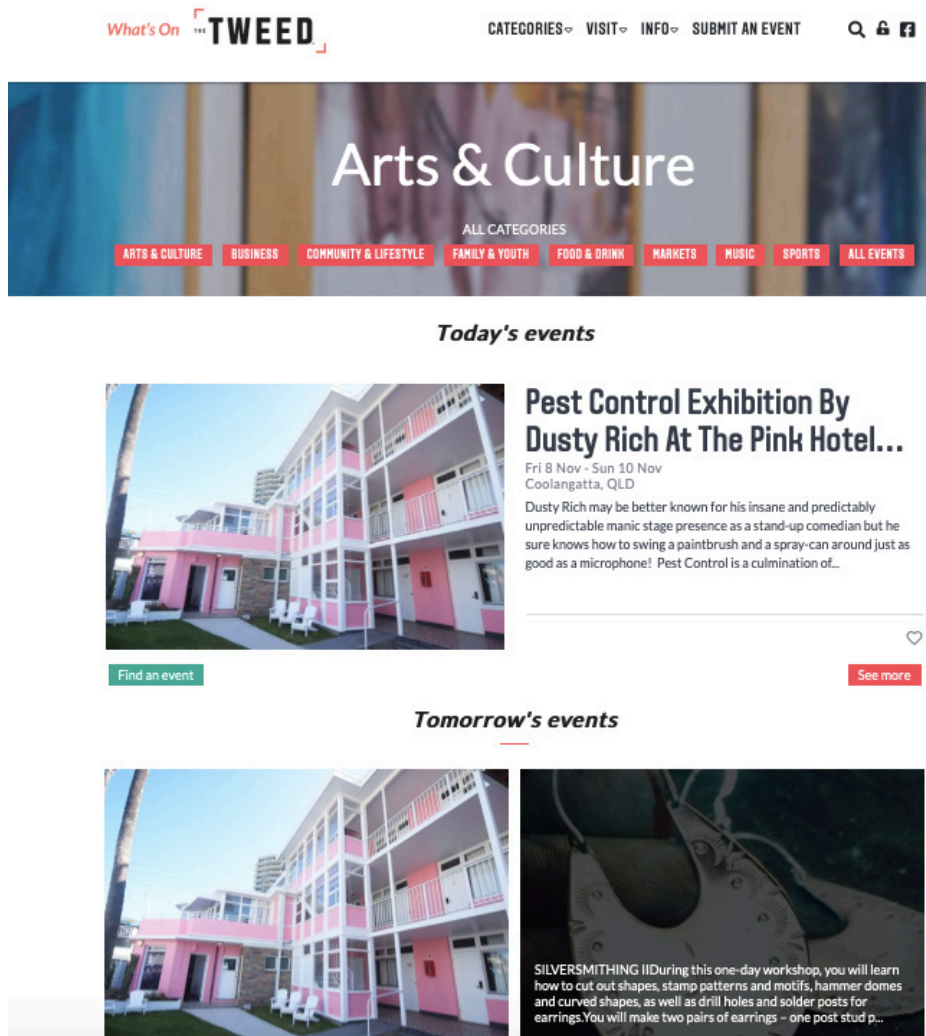 What's On THE TWEED
CATEGORIES VISIT INFO SUBMIT AN EVENT
Arts & Culture
ALL CATEGORIES
ARTS & CULTURE BUSINESS COMMUNITY & LIFESTYLE FAMILY & YOUTH FOOD & DRINK MARKETS MUSIC SPORTS ALL EVENTS
Today's events
Pest Control Exhibition By
Dusty Rich At The Pink Hotel...
Fri 8 Nov - Sun 10 Nov
Coolangatta, QLD
Dusty Rich may be better known for his insane and predictably
unpredictable manic stage presence as a stand-up comedian but he
sure knows how to swing a paintbrush and a spray-can around just as
good as a microphone! Pest Control is a culmination of...
Find an event
See more
Tomorrow's events
SILVERSMITHING IIDuring this one-day workshop, you will learn
how to cut out shapes, stamp patterns and motifs, hammer domes
and curved shapes, as well as drill holes and solder posts for
earrings.You will make two pairs of earrings – one post stud p...